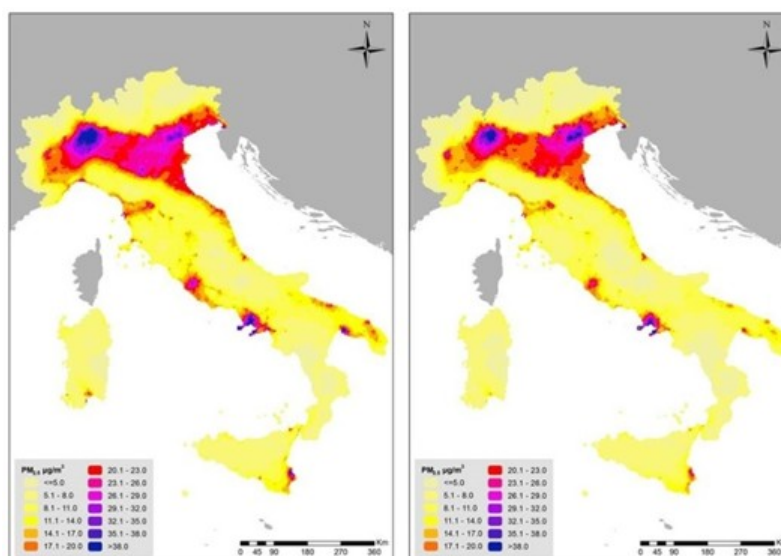 N
PM2.5 µg/m³
<=5.0
5.1 - 8.0
8.1 - 11.0
11.1 - 14.0
14.1 - 17.0
17.1 - 20.0
20.1 - 23.0
23.1 - 26.0
26.1 - 29.0
29.1 - 32.0
32.1 - 35.0
35.1 - 38.0
>38.0
Km
0 45 90 180 270 360
N
PM2.5 µg/m³
<=5.0
5.1 - 8.0
8.1 - 11.0
11.1 - 14.0
14.1 - 17.0
17.1 - 20.0
20.1 - 23.0
23.1 - 26.0
26.1 - 29.0
29.1 - 32.0
32.1 - 35.0
35.1 - 38.0
>38.0
Km
0 45 90 180 270 360